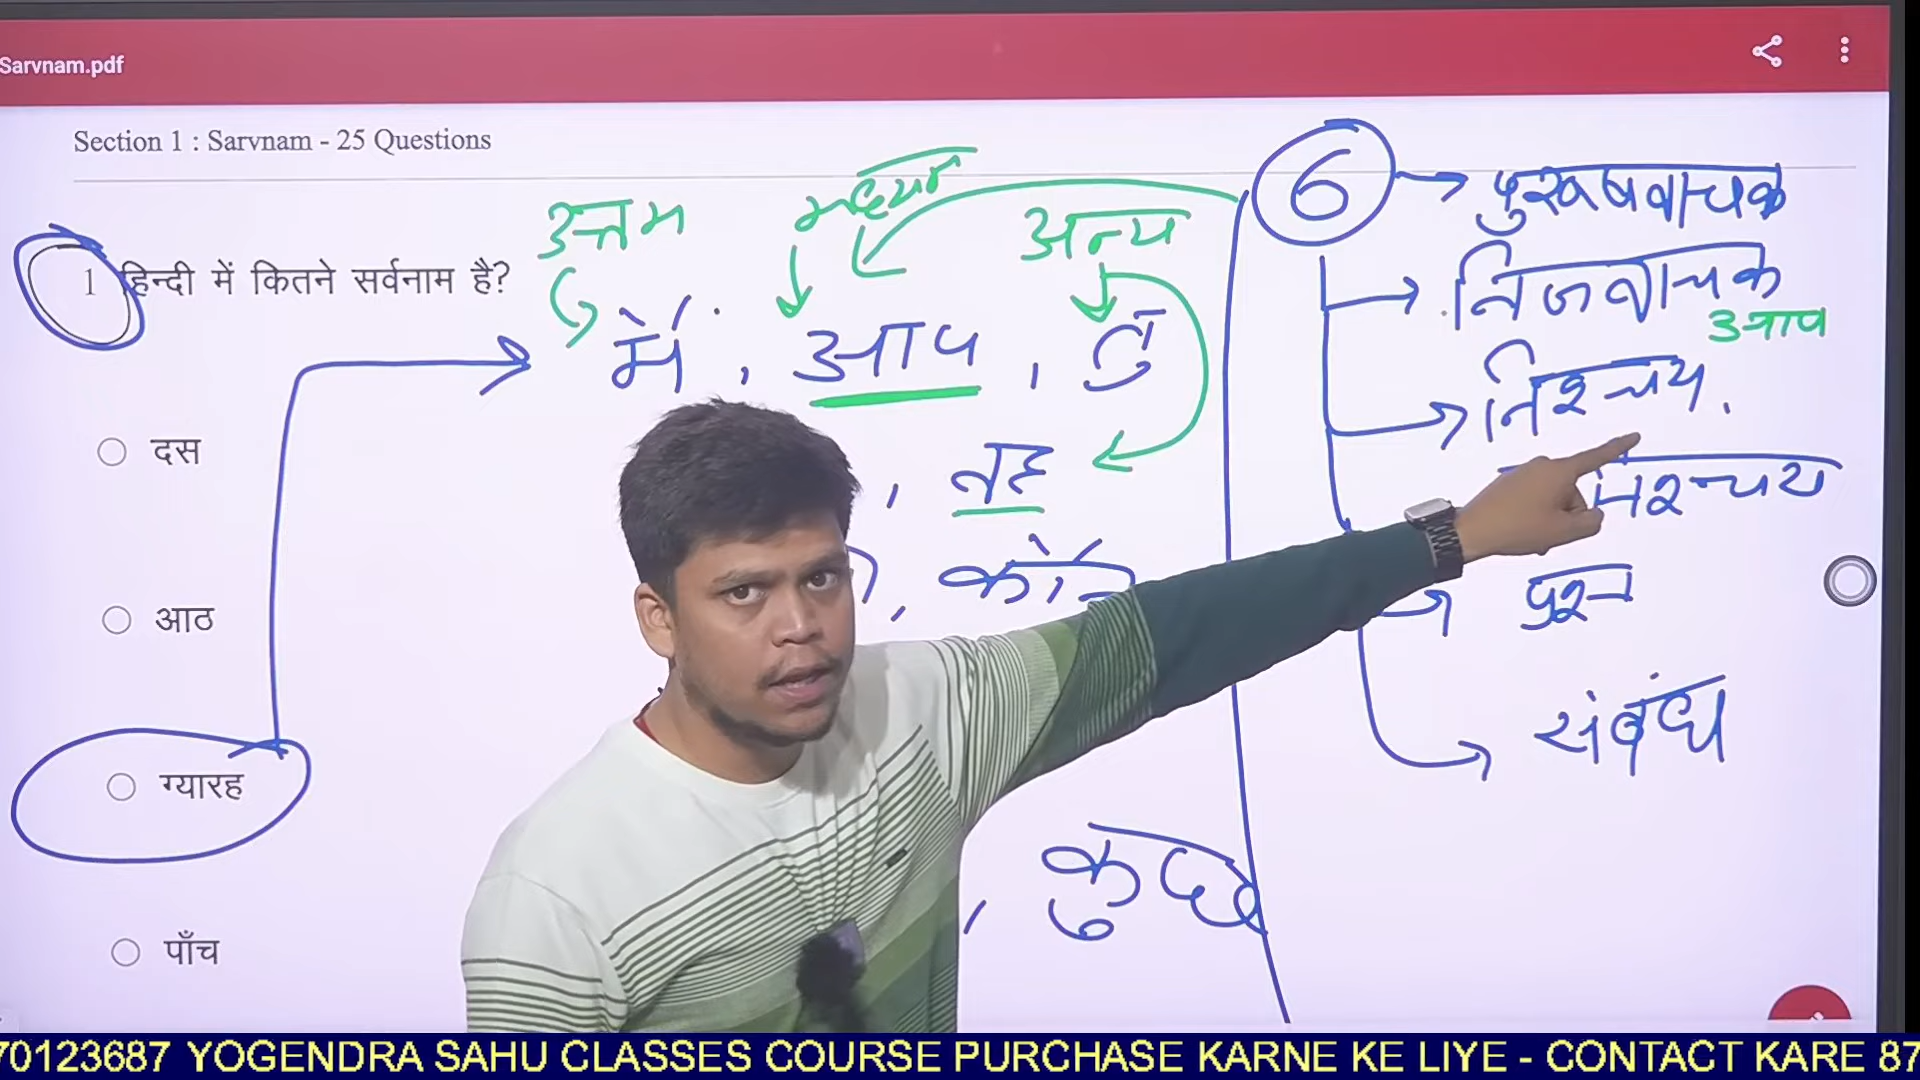 Sarvnam.pdf
Section 1 : Sarvnam - 25 Questions
1 हिन्दी में कितने सर्वनाम है?
दस
आठ
ग्यारह
पाँच
उत्तम मध्यम अन्य
मैं, आप, तु
, वह
, कौन
, कुछ
6 → पुरूषवाचक
→ निजवाचक
आप
→ निश्चय.
निश्चय
→ प्रश्न
→ संबंध
70123687 YOGENDRA SAHU CLASSES COURSE PURCHASE KARNE KE LIYE - CONTACT KARE 87